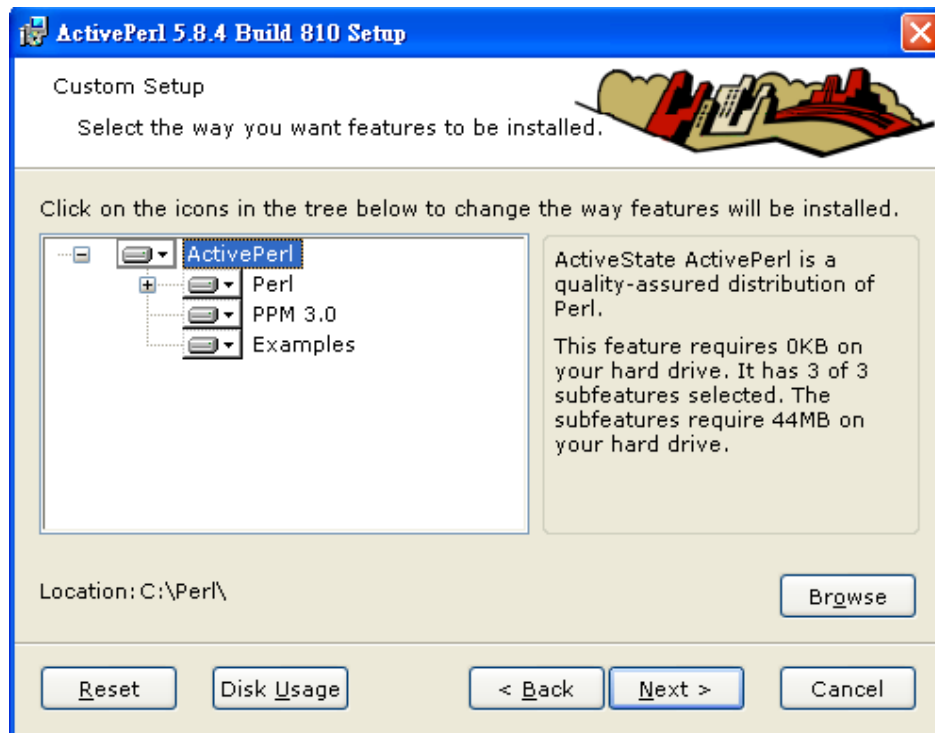 ActivePerl 5.8.4 Build 810 Setup
Custom Setup
Select the way you want features to be installed.
Click on the icons in the tree below to change the way features will be installed.
ActivePerl
Perl
PPM 3.0
Examples
ActiveState ActivePerl is a
quality-assured distribution of
Perl.
This feature requires 0KB on
your hard drive. It has 3 of 3
subfeatures selected. The
subfeatures require 44MB on
your hard drive.
Location: C:\Perl\
Browse
Reset
Disk Usage
< Back
Next >
Cancel